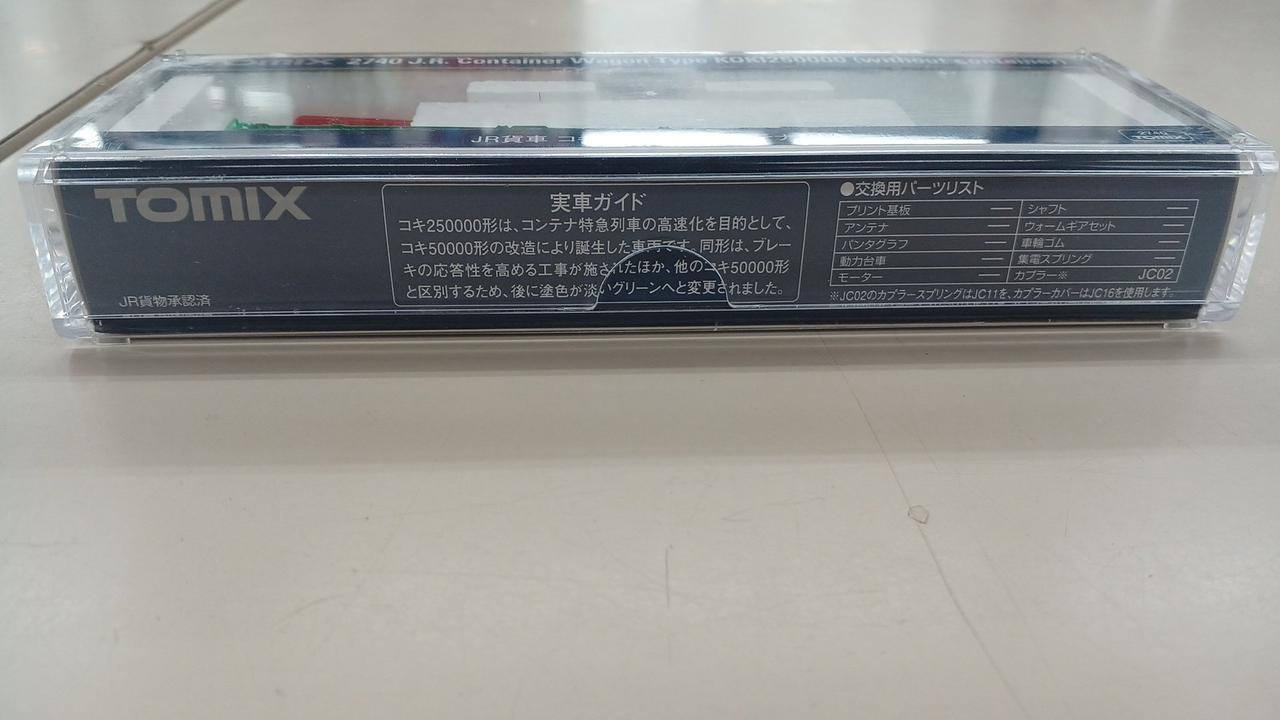 TOMIX 2740 J.R. Container Wagon Type KOKI250000 (without container)
JR貨車 コキ
2740
TOMIX
TOMIX
JR貨物承認済
実車ガイド
コキ250000形は、コンテナ特急列車の高速化を目的として、
コキ50000形の改造により誕生した車両です。同形は、ブレー
キの応答性を高める工事が施されたほか、他のコキ50000形
と区別するため、後に塗色が淡いグリーンへと変更されました。
●交換用パーツリスト
プリント基板 — シャフト —
アンテナ — ウォームギアセット —
パンタグラフ — 車輪ゴム —
動力台車 — 集電スプリング —
モーター — カプラー※ JC02
※JC02のカプラースプリングはJC11を、カプラーカバーはJC16を使用します。